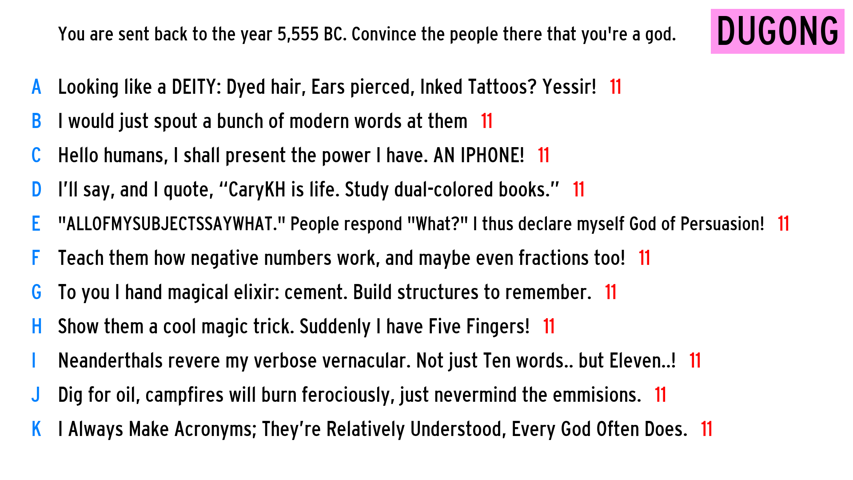 You are sent back to the year 5,555 BC. Convince the people there that you're a god.
DUGONG
A Looking like a DEITY: Dyed hair, Ears pierced, Inked Tattoos? Yessir! 11
B I would just spout a bunch of modern words at them 11
C Hello humans, I shall present the power I have. AN IPHONE! 11
D I’ll say, and I quote, “CaryKH is life. Study dual-colored books.” 11
E "ALLOFMYSUBJECTSSAYWHAT." People respond "What?" I thus declare myself God of Persuasion! 11
F Teach them how negative numbers work, and maybe even fractions too! 11
G To you I hand magical elixir: cement. Build structures to remember. 11
H Show them a cool magic trick. Suddenly I have Five Fingers! 11
I Neanderthals revere my verbose vernacular. Not just Ten words.. but Eleven..! 11
J Dig for oil, campfires will burn ferociously, just nevermind the emmisions. 11
K I Always Make Acronyms; They’re Relatively Understood, Every God Often Does. 11